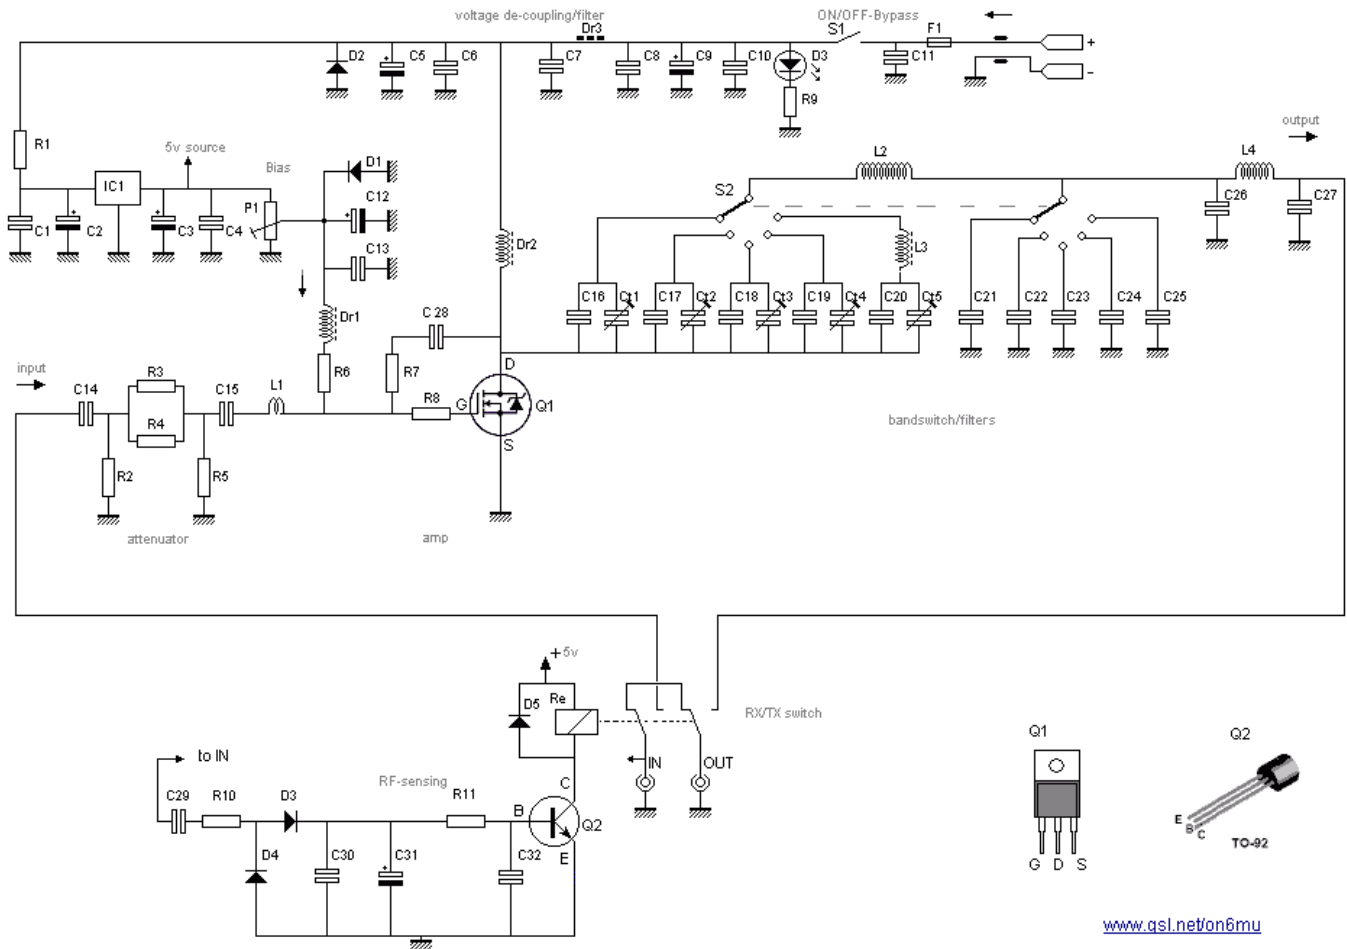 voltage de-coupling/filter
ON/OFF-Bypass
Dr3
S1
F1
+
D2
C5
C6
C7
C8
C9
C10
D3
C11
−
R9
R1
5v source
Bias
D1
output
L2
L4
IC1
P1
C12
S2
C26
C27
C1
C2
C3
C4
C13
Dr2
L3
C16
Ct1
C17
Ct2
C18
Ct3
C19
Ct4
C20
Ct5
C21
C22
C23
C24
C25
Dr1
C 28
input
C14
R3
C15
L1
R6
R7
D
R8
G
Q1
R4
S
bandswitch/filters
R2
R5
attenuator
amp
+5v
D5
Re
RX/TX switch
Q1
Q2
to IN
IN
OUT
RF-sensing
C
C29
R10
D3
R11
B
Q2
E
D4
C30
C31
C32
E
B
C
TO-92
G D S
www.qsl.net/on6mu